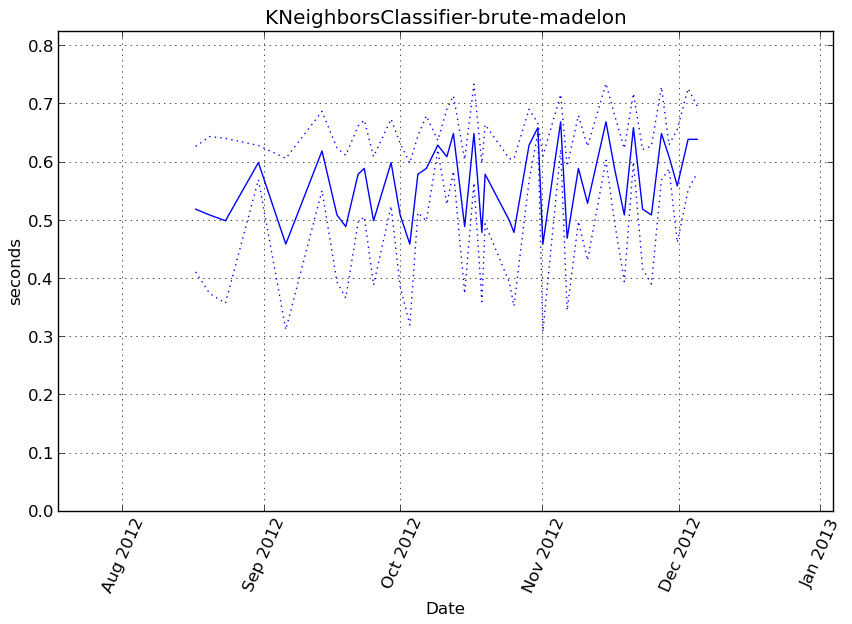 KNeighborsClassifier-brute-madelon
0.8
0.7
0.6
0.5
0.4
0.3
0.2
0.1
0.0
seconds
Aug 2012
Sep 2012
Oct 2012
Nov 2012
Dec 2012
Jan 2013
Date